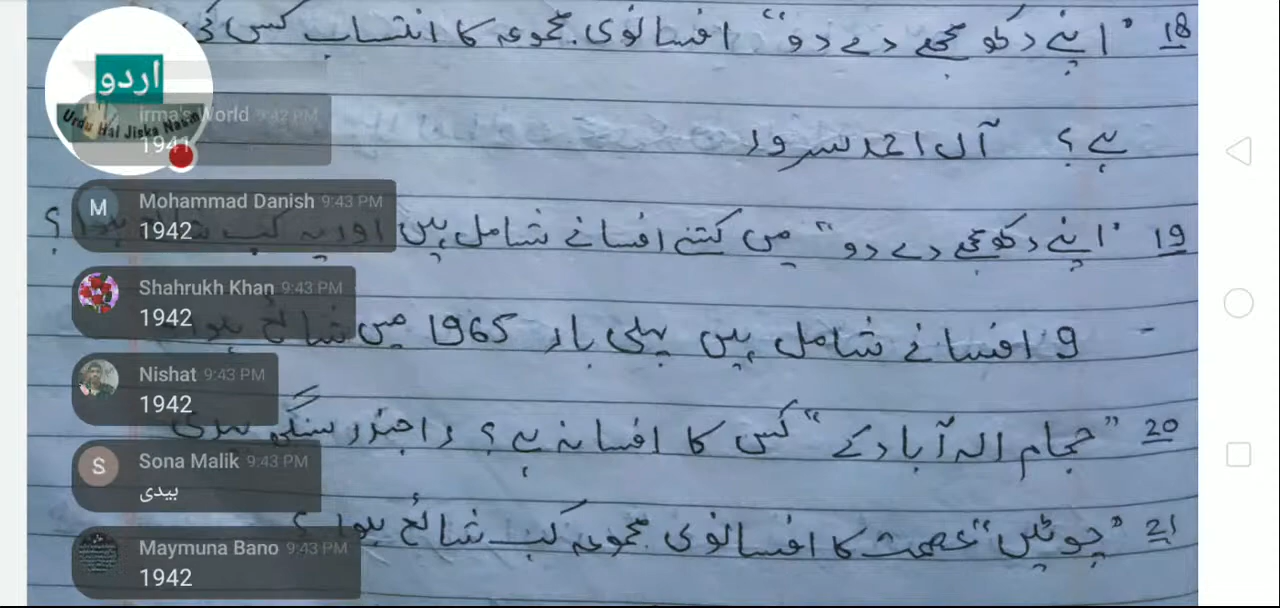 18 "اپنے دکھ مجھے دے دو" افسانوی مجموعہ کا انتساب کس کی
ہے؟ آل احمد سرور
19 "اپنے دکھ مجھے دے دو" میں کتنے افسانے شامل ہیں اور یہ کب ہوا؟
- 9 افسانے شامل ہیں پہلی بار 1965 میں شائع ہوا
20 "حجام الہ آباد کے" کس کا افسانہ ہے؟ راجندر سنگھ بیدی
21 "چوٹیں" عصمت کا افسانوی مجموعہ کب شائع ہوا؟
اردو
Urdu Hai Jiska Naam
irma's World 9:42 PM
1941
M Mohammad Danish 9:43 PM
1942
Shahrukh Khan 9:43 PM
1942
Nishat 9:43 PM
1942
S Sona Malik 9:43 PM
بیدی
Maymuna Bano 9:43 PM
1942